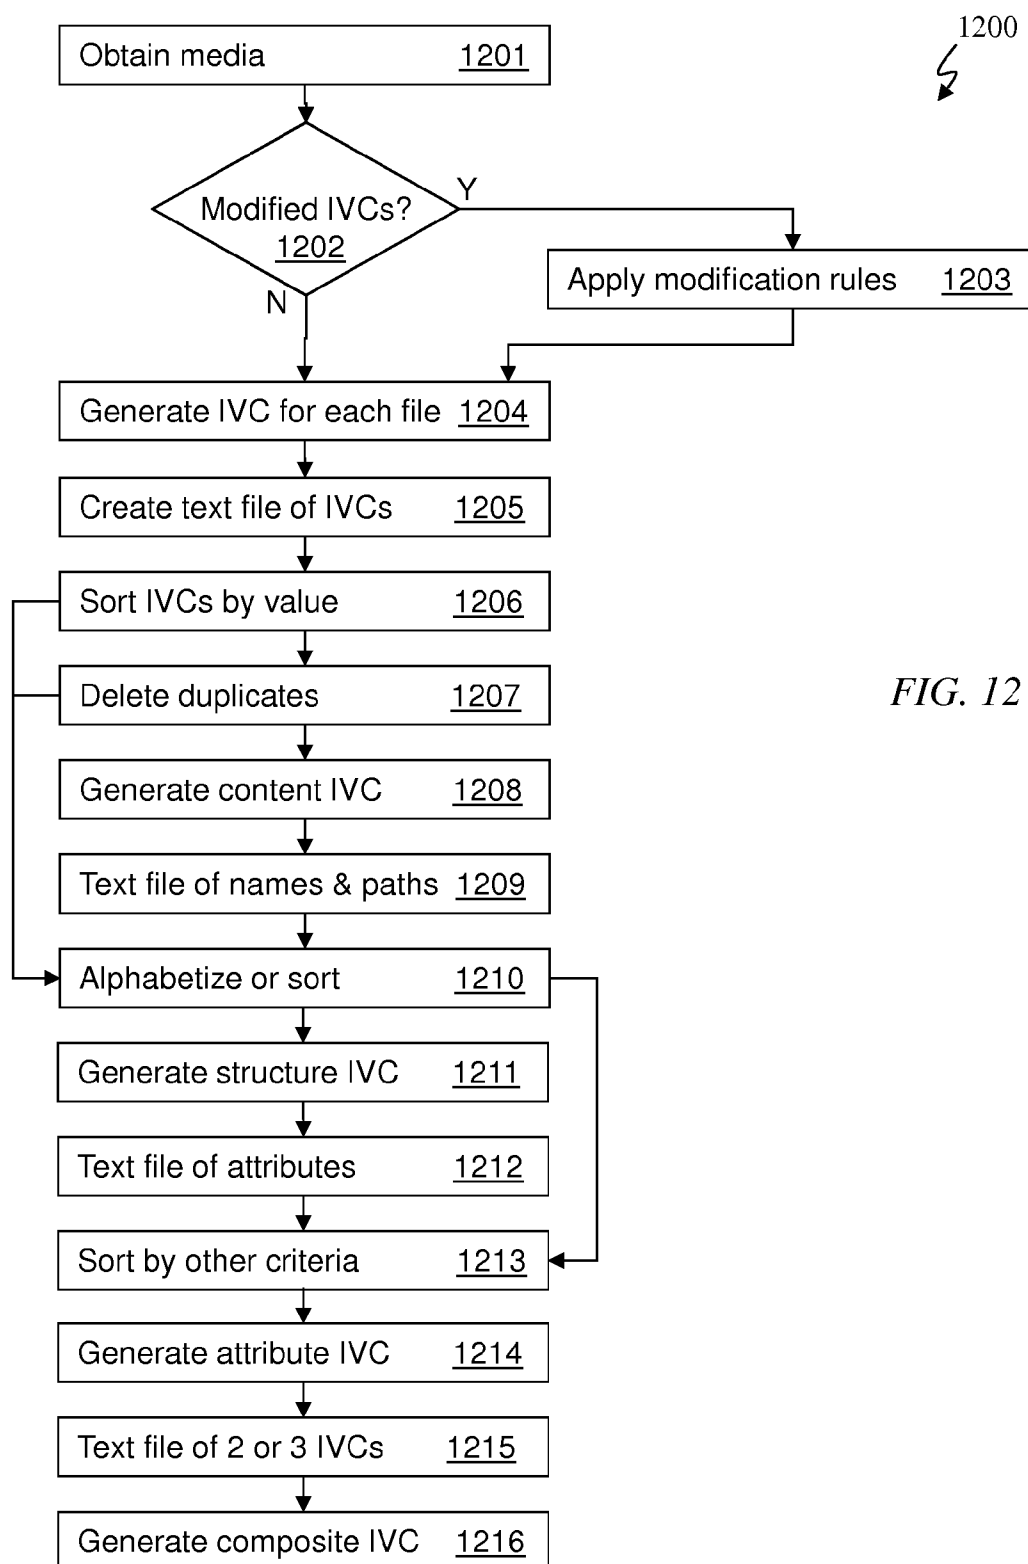 1200
Obtain media 1201
Y
Modified IVCs?
1202
N
Apply modification rules 1203
Generate IVC for each file 1204
Create text file of IVCs 1205
Sort IVCs by value 1206
Delete duplicates 1207
FIG. 12
Generate content IVC 1208
Text file of names & paths 1209
Alphabetize or sort 1210
Generate structure IVC 1211
Text file of attributes 1212
Sort by other criteria 1213
Generate attribute IVC 1214
Text file of 2 or 3 IVCs 1215
Generate composite IVC 1216